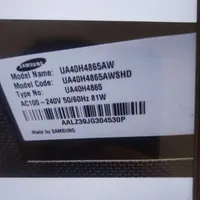 SAMSUNG
Model Name: UA40H4865AW
Model Code: UA40H4865AWSHD
Type No: UA40H4865
AC100 - 240V 50/60Hz 81W
Made by SAMSUNG
AALZ39JG304530P